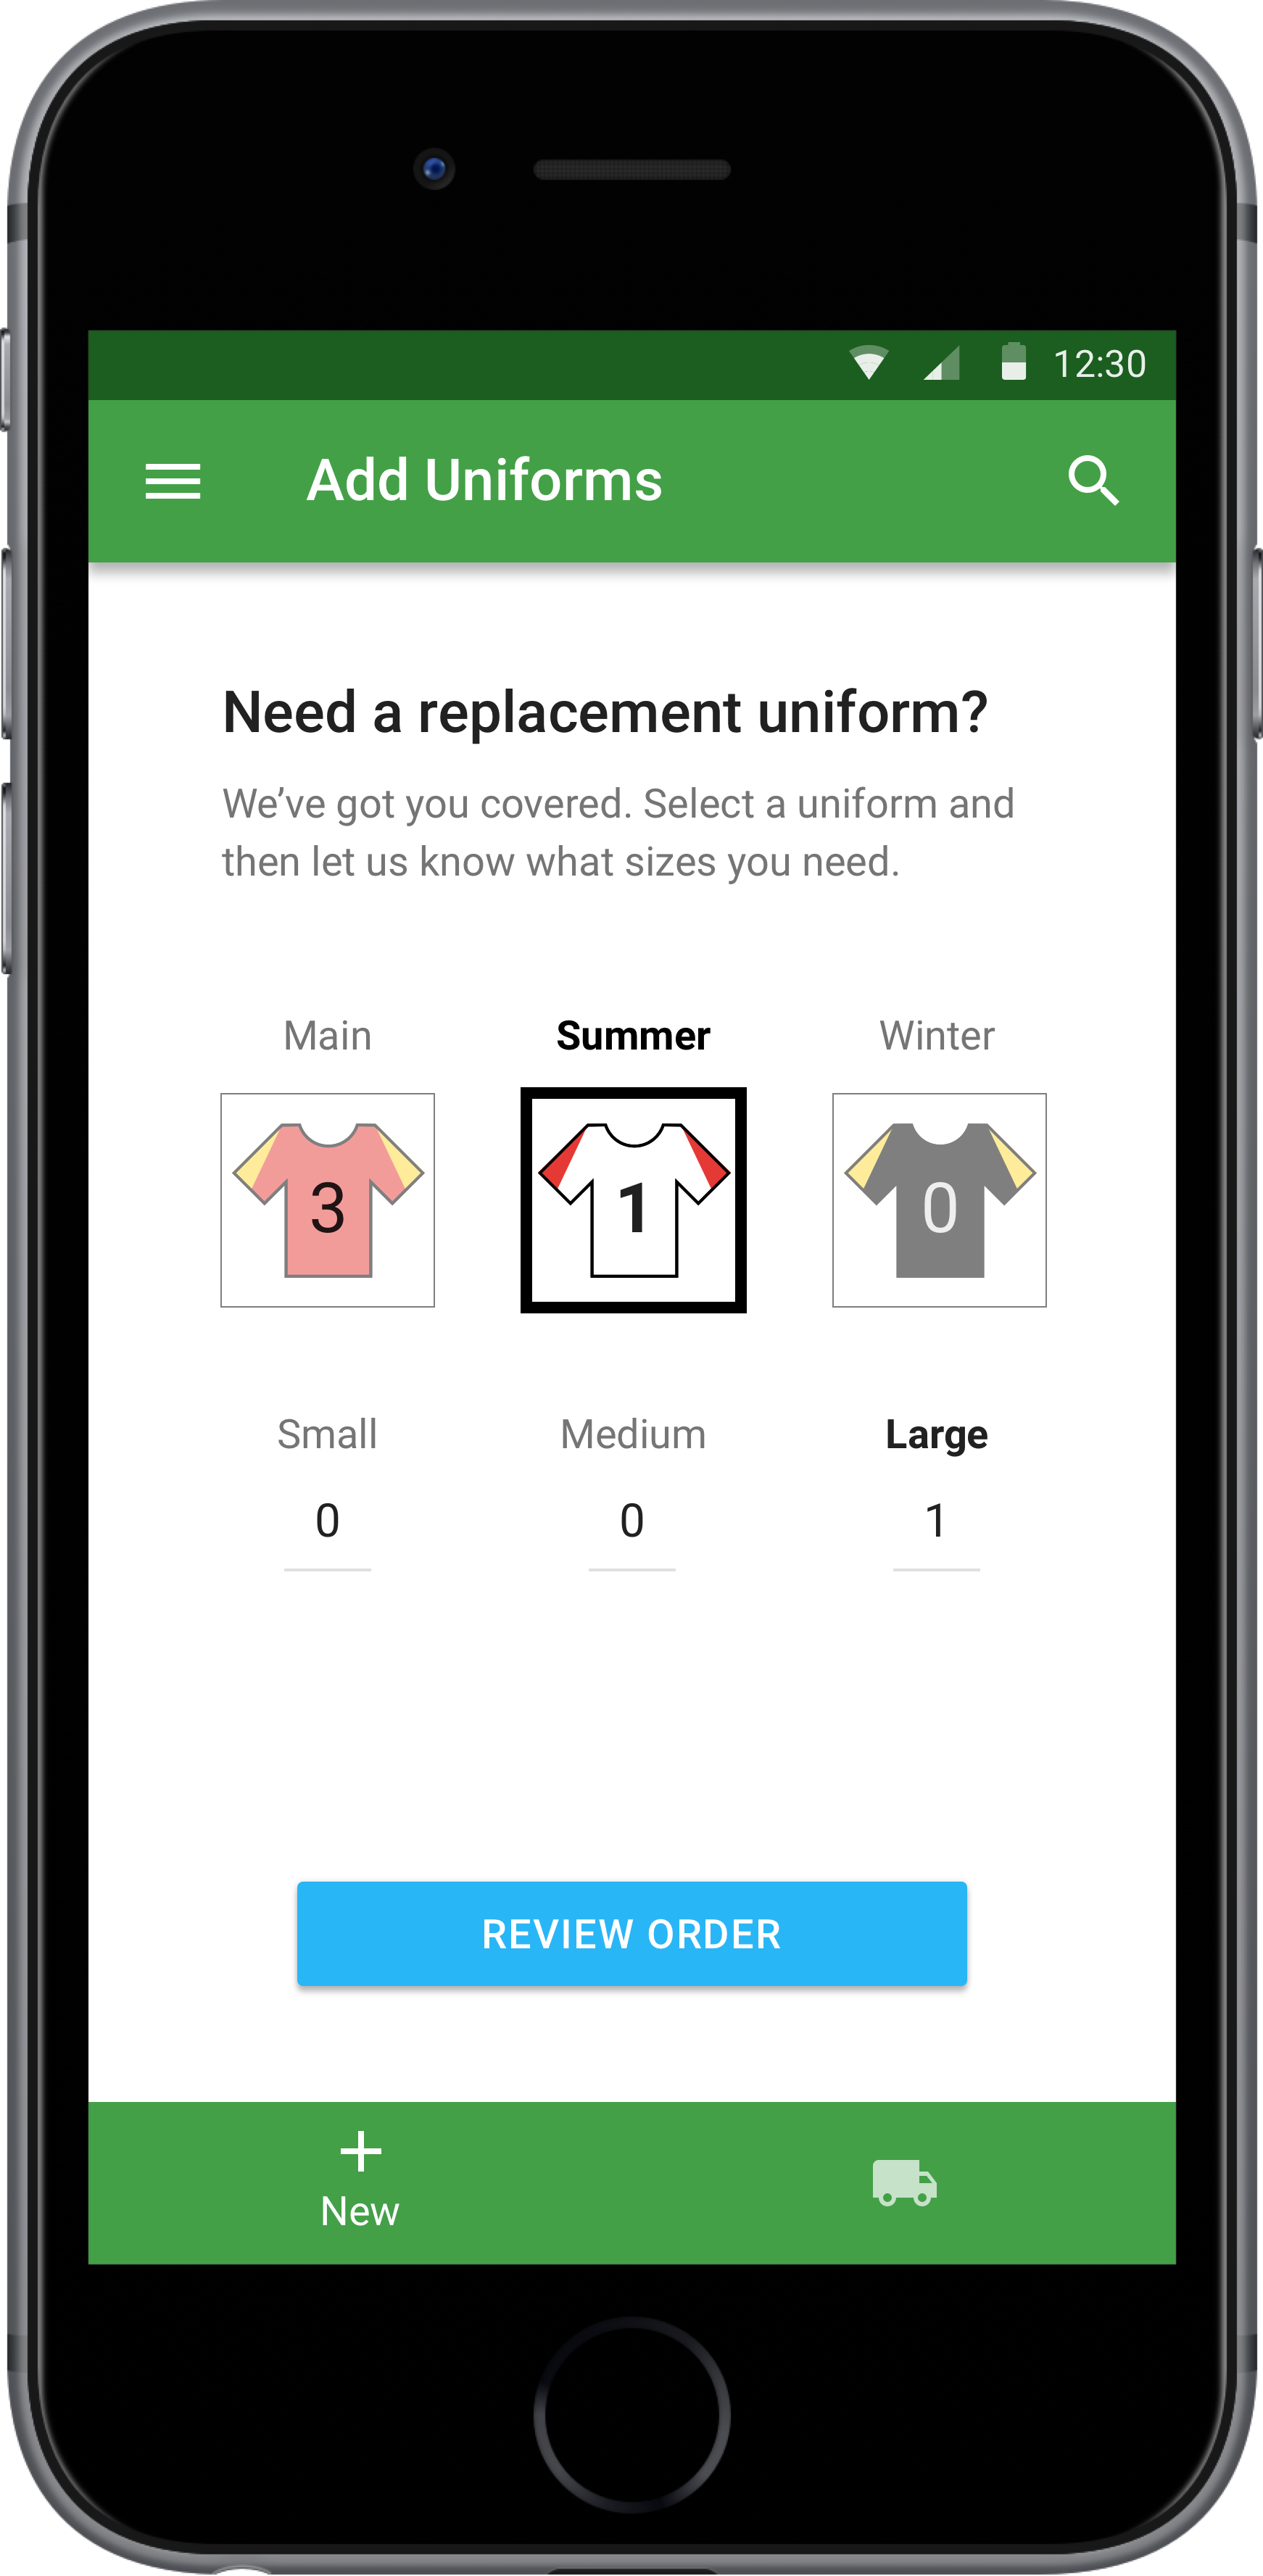 12:30
Add Uniforms
Need a replacement uniform?
We’ve got you covered. Select a uniform and
then let us know what sizes you need.
Main Summer Winter
3 1 0
Small Medium Large
0 0 1
REVIEW ORDER
New